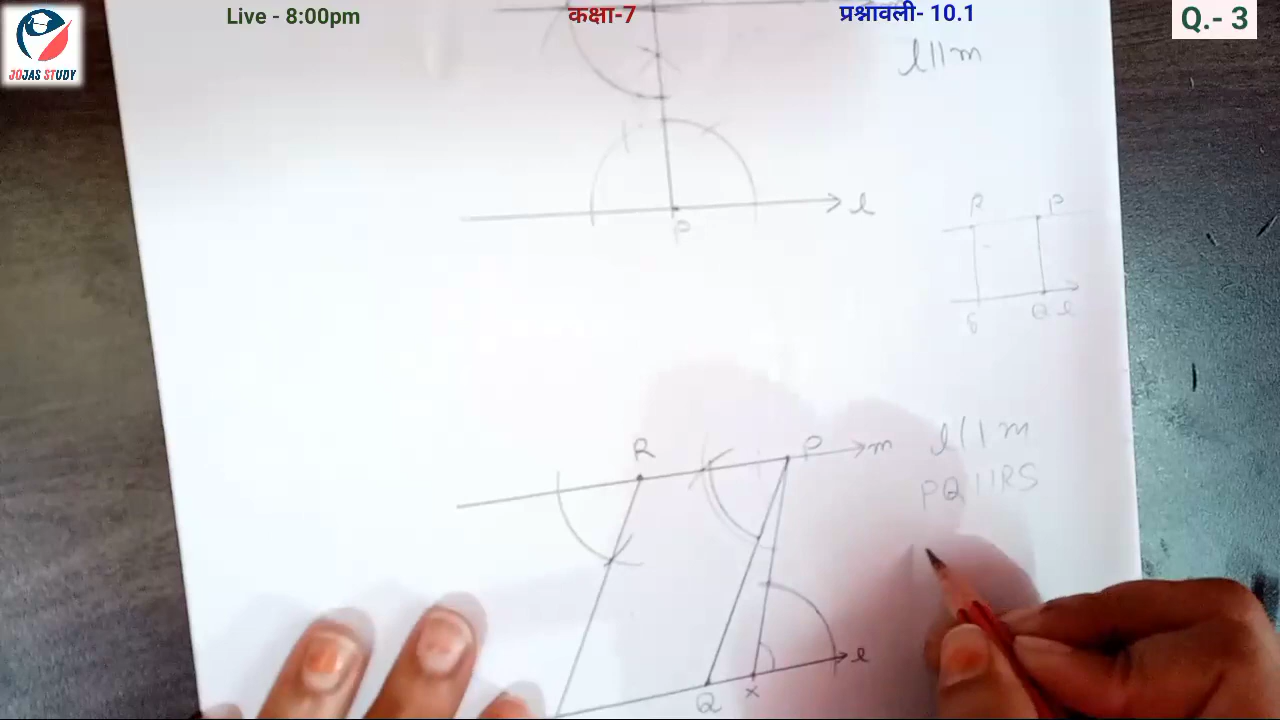 Live - 8:00pm
कक्षा-7
प्रश्नावली- 10.1
Q.- 3
JOJAS STUDY
l || m
l
P
R P
S Q l
R P m
l || m
PQ || RS
Q x l